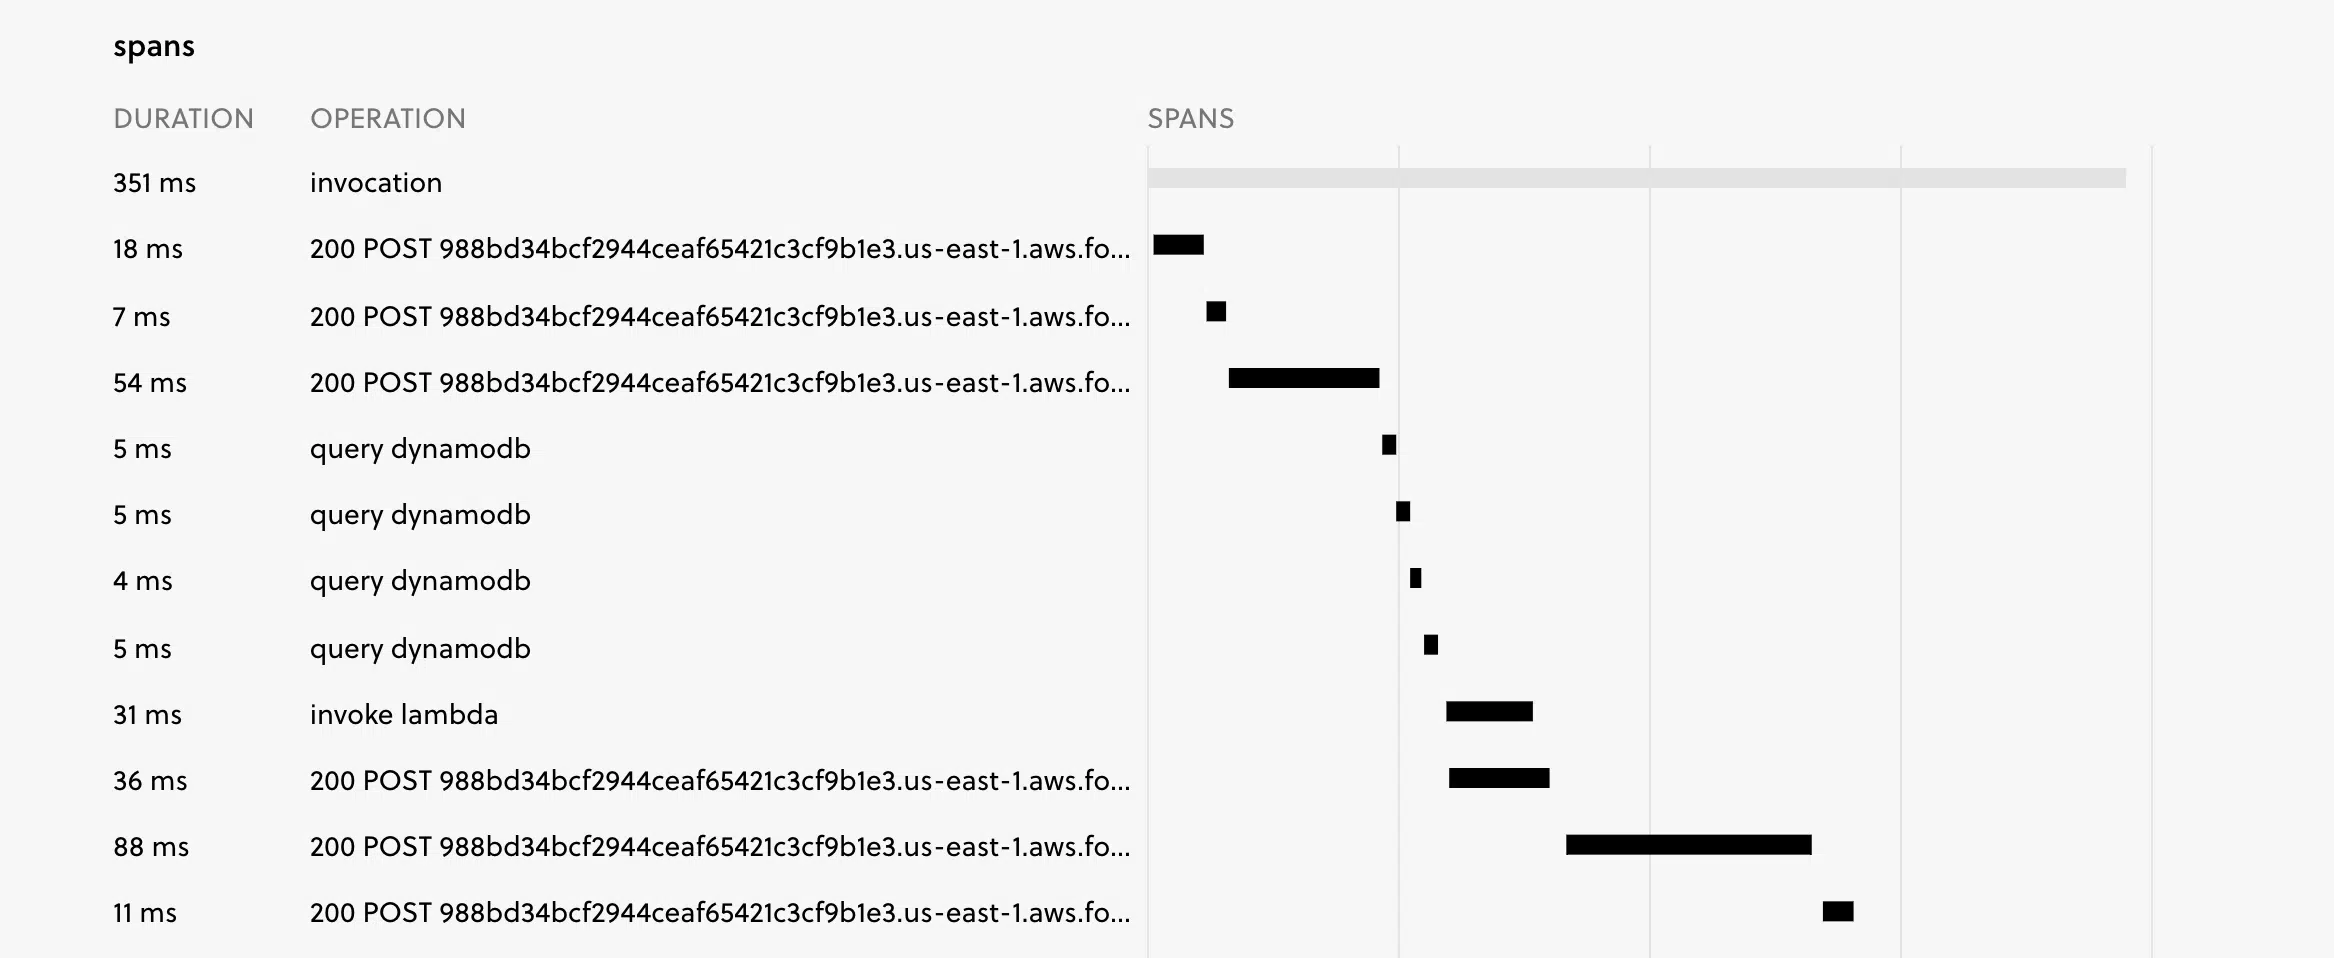 spans
DURATION OPERATION SPANS
351 ms invocation
18 ms 200 POST 988bd34bcf2944ceaf65421c3cf9b1e3.us-east-1.aws.fo...
7 ms 200 POST 988bd34bcf2944ceaf65421c3cf9b1e3.us-east-1.aws.fo...
54 ms 200 POST 988bd34bcf2944ceaf65421c3cf9b1e3.us-east-1.aws.fo...
5 ms query dynamodb
5 ms query dynamodb
4 ms query dynamodb
5 ms query dynamodb
31 ms invoke lambda
36 ms 200 POST 988bd34bcf2944ceaf65421c3cf9b1e3.us-east-1.aws.fo...
88 ms 200 POST 988bd34bcf2944ceaf65421c3cf9b1e3.us-east-1.aws.fo...
11 ms 200 POST 988bd34bcf2944ceaf65421c3cf9b1e3.us-east-1.aws.fo...